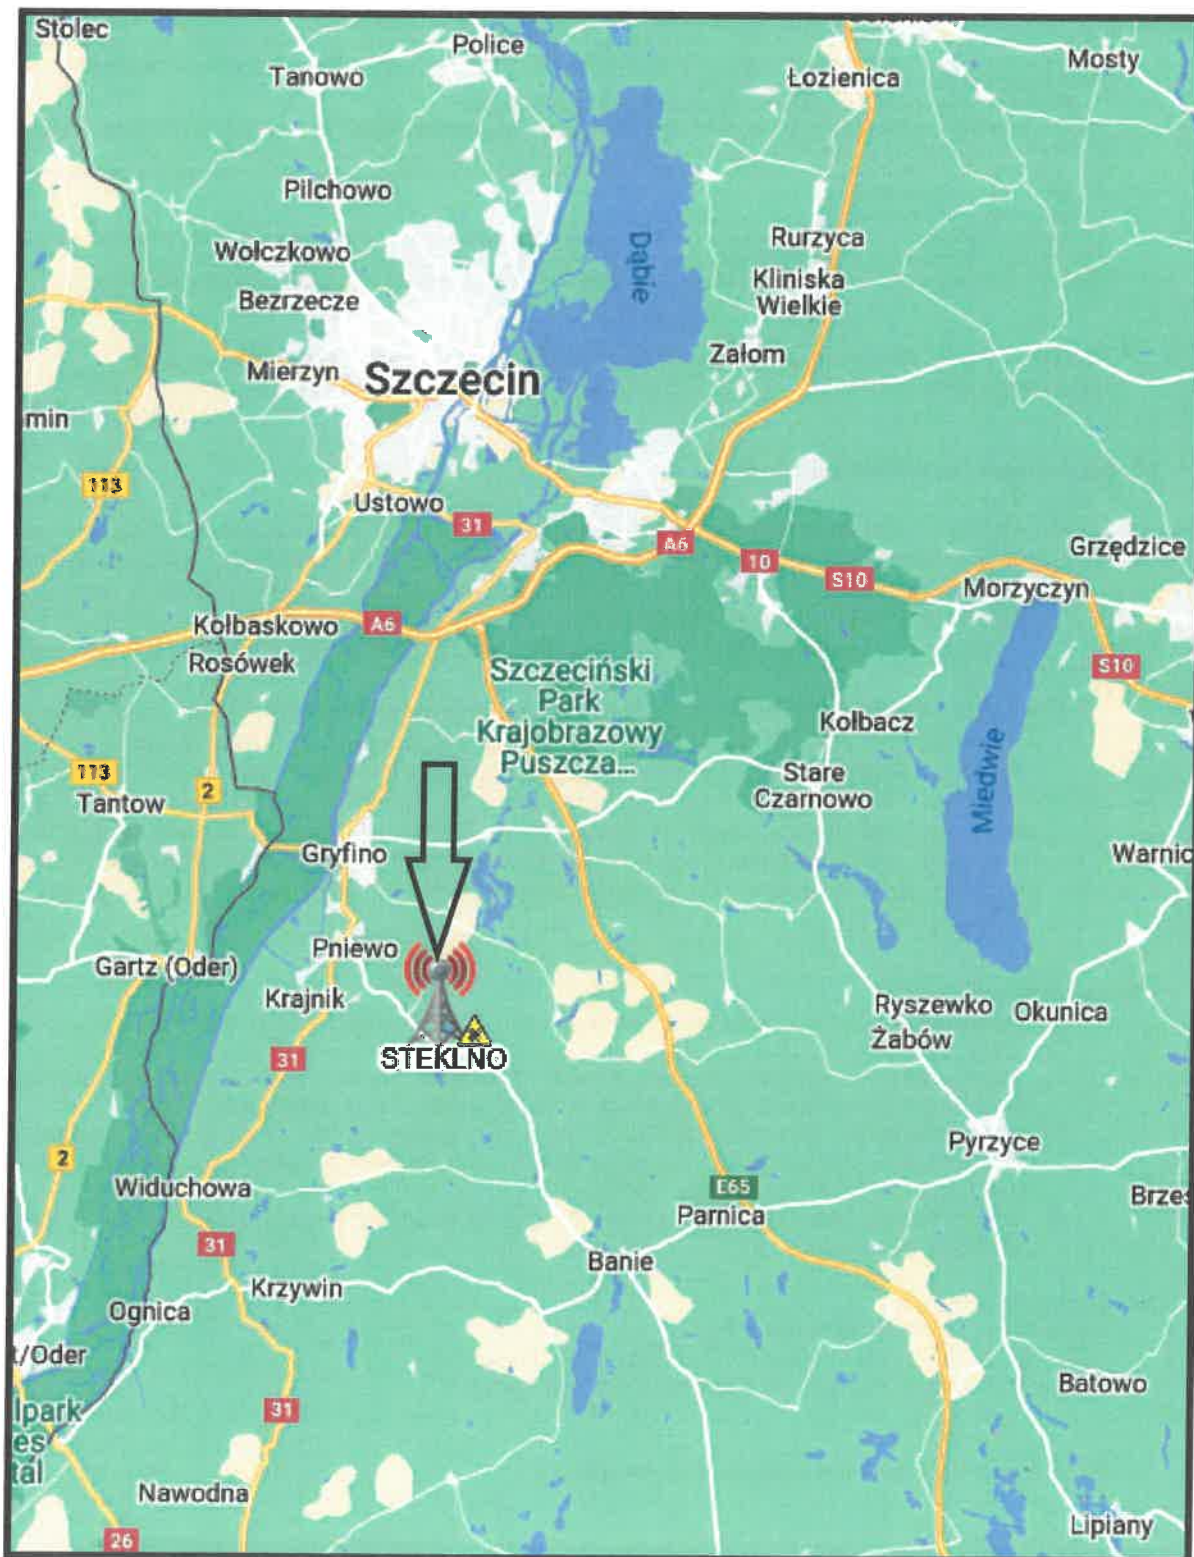 Stolec
Police
Tanowo
Łozienica
Mosty
Pilchowo
Wołczkowo
Dąbie
Rurzyca
Bezrzecze
Kliniska
Wielkie
Mierzyn
Szczecin
Załom
min
113
Ustowo
31
A6
10
S10
Grzędzice
Morzyczyn
Kołbaskowo
A6
Rosówek
Szczeciński
Park
Krajobrazowy
Puszcza...
S10
Kołbacz
Miedwie
113
2
Tantow
Stare
Czarnowo
Gryfino
Warnic
Pniewo
Gartz (Oder)
Krajnik
Ryszewko
Okunica
Żabów
31
STEKLNO
Pyrzyce
2
Widuchowa
E65
Brzes
Parnica
31
Banie
Krzywin
Ognica
t/Oder
Batowo
lpark
es
tal
31
Nawodna
26
Lipiany